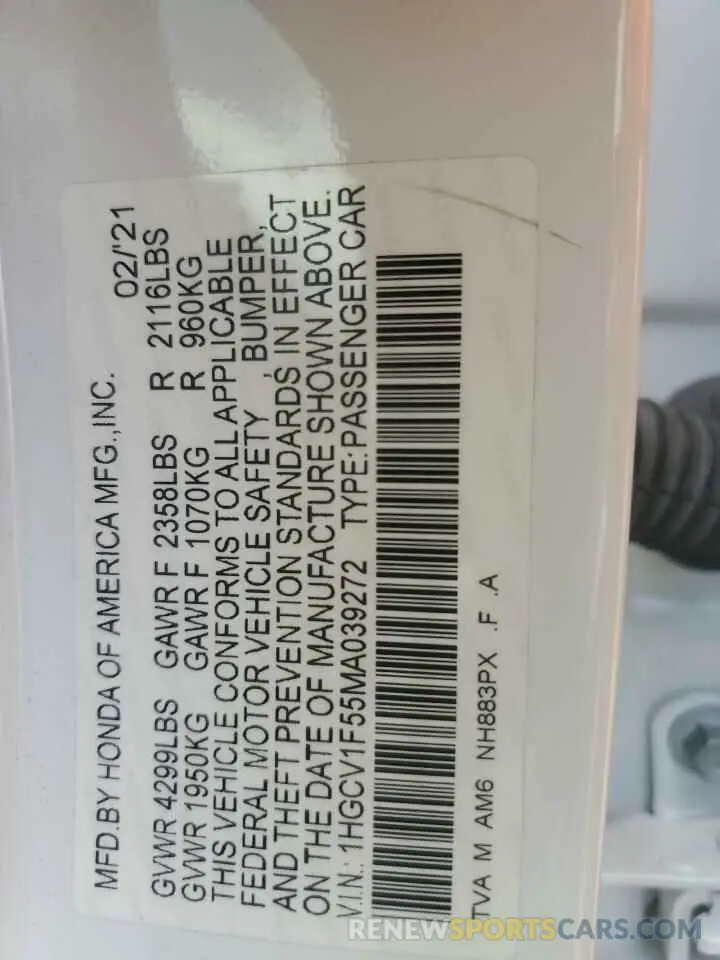 MFD.BY HONDA OF AMERICA MFG.,INC. 02/'21
GVWR 4299LBS GAWR F 2358LBS R 2116LBS
GVWR 1950KG GAWR F 1070KG R 960KG
THIS VEHICLE CONFORMS TO ALL APPLICABLE
FEDERAL MOTOR VEHICLE SAFETY , BUMPER,
AND THEFT PREVENTION STANDARDS IN EFFECT
ON THE DATE OF MANUFACTURE SHOWN ABOVE.
V.I.N.: 1HGCV1F55MA039272 TYPE:PASSENGER CAR
TVA M AM6 NH883PX .F .A
RENEWSPORTSCARS.COM